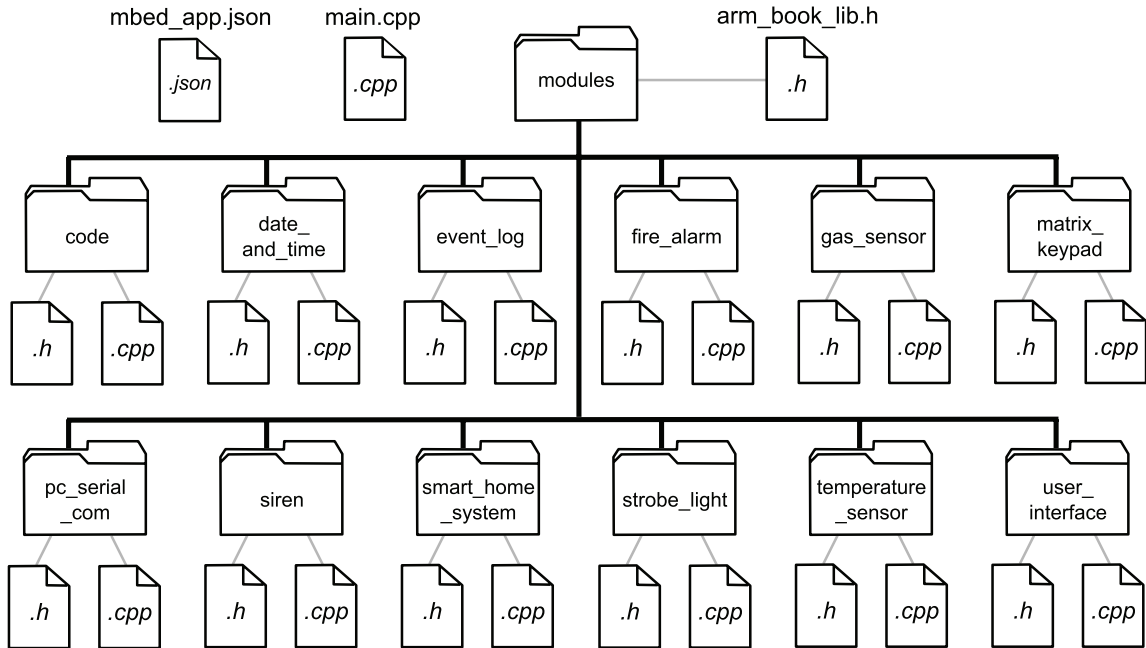 mbed_app.json
main.cpp
arm_book_lib.h
.json
.cpp
modules
.h
code
date_
and_time
event_log
fire_alarm
gas_sensor
matrix_
keypad
.h
.cpp
.h
.cpp
.h
.cpp
.h
.cpp
.h
.cpp
.h
.cpp
pc_serial
_com
siren
smart_home
_system
strobe_light
temperature
_sensor
user_
interface
.h
.cpp
.h
.cpp
.h
.cpp
.h
.cpp
.h
.cpp
.h
.cpp